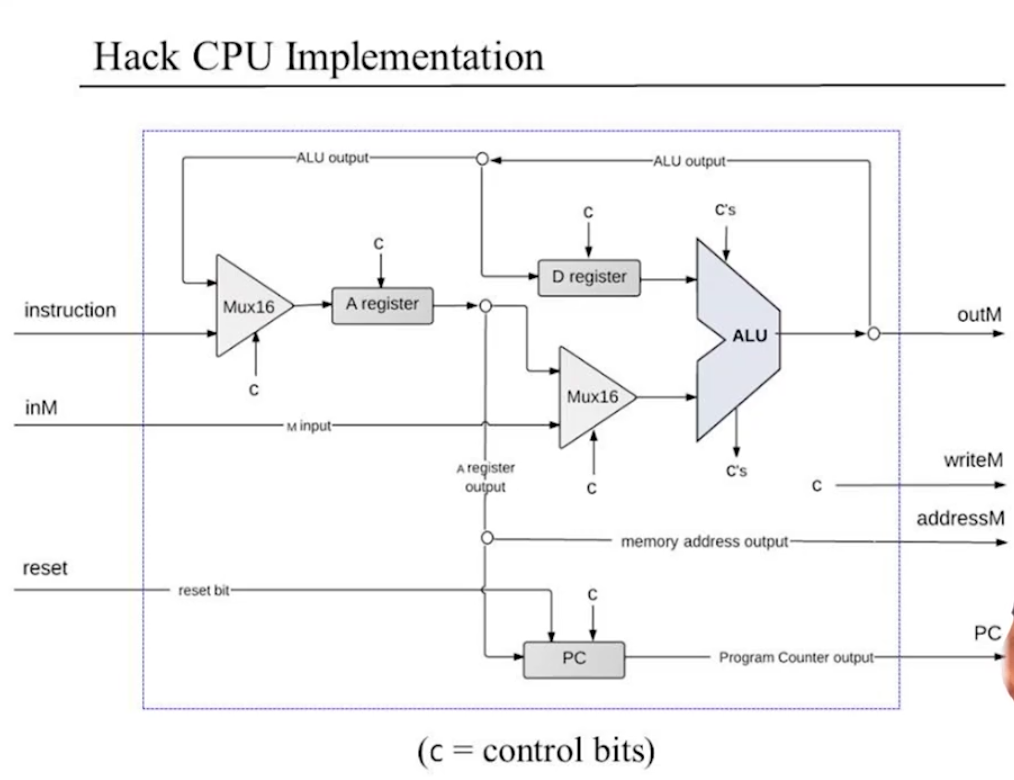 Hack CPU Implementation
ALU output
ALU output
c
c's
c
D register
instruction
Mux16
A register
ALU
outM
c
Mux16
inM
M input
A register
output
c
c's
writeM
c
addressM
memory address output
reset
reset bit
c
PC
PC
Program Counter output
(c = control bits)